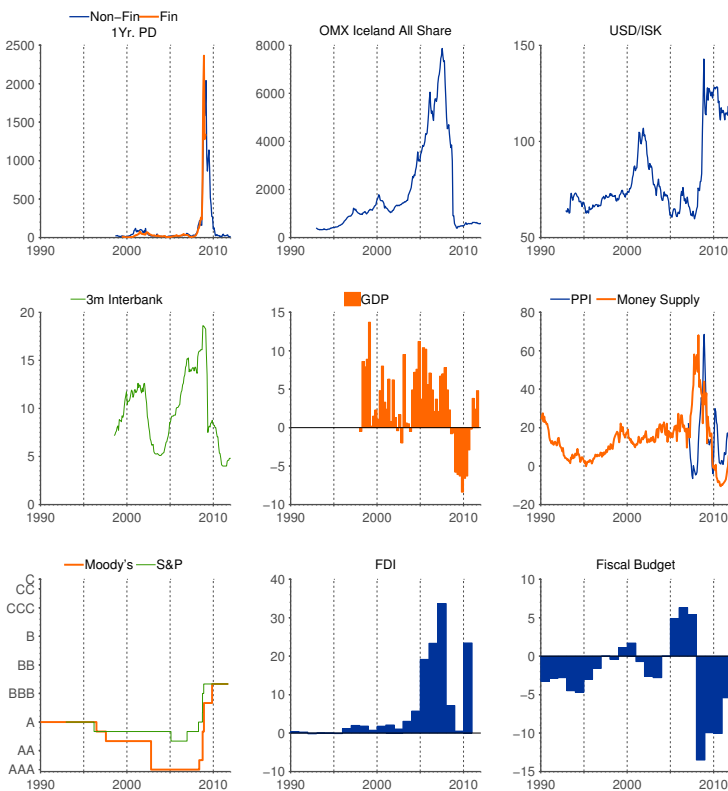 Non-Fin Fin
1Yr. PD
2500
2000
1500
1000
500
0
1990 2000 2010
OMX Iceland All Share
8000
6000
4000
2000
0
1990 2000 2010
USD/ISK
150
100
50
1990 2000 2010
3m Interbank
20
15
10
5
0
1990 2000 2010
GDP
15
10
5
0
−5
−10
1990 2000 2010
PPI Money Supply
80
60
40
20
0
−20
1990 2000 2010
Moody's S&P
C
CC
CCC
B
BB
BBB
A
AA
AAA
1990 2000 2010
FDI
40
30
20
10
0
−10
1990 2000 2010
Fiscal Budget
10
5
0
−5
−10
−15
1990 2000 2010